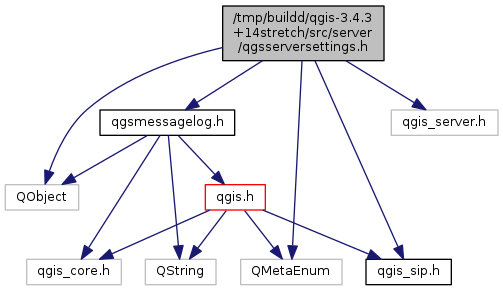 /tmp/buildd/qgis-3.4.3
+14stretch/src/server
/qgsserversettings.h
qgsmessagelog.h
qgis_server.h
QObject
qgis.h
qgis_core.h
QString
QMetaEnum
qgis_sip.h